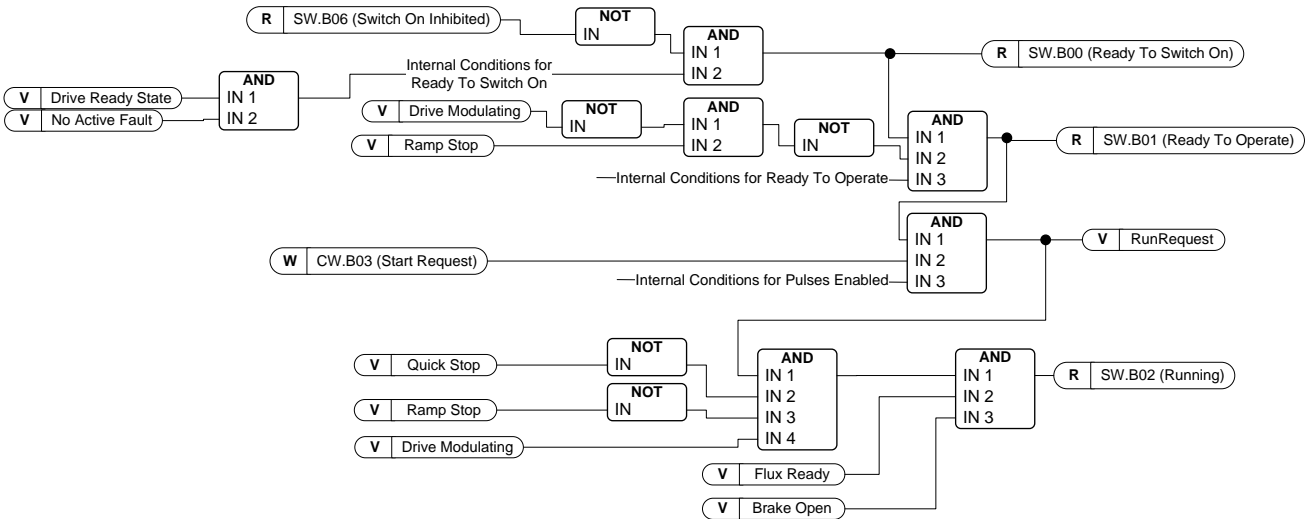 R SW.B06 (Switch On Inhibited)
NOT
IN
AND
IN 1
IN 2
R SW.B00 (Ready To Switch On)
Internal Conditions for
Ready To Switch On
AND
IN 1
IN 2
V Drive Ready State
V No Active Fault
V Drive Modulating
NOT
IN
AND
IN 1
IN 2
V Ramp Stop
NOT
IN
AND
IN 1
IN 2
IN 3
R SW.B01 (Ready To Operate)
Internal Conditions for Ready To Operate
AND
IN 1
IN 2
IN 3
V RunRequest
W CW.B03 (Start Request)
Internal Conditions for Pulses Enabled
V Quick Stop
NOT
IN
V Ramp Stop
NOT
IN
V Drive Modulating
AND
IN 1
IN 2
IN 3
IN 4
AND
IN 1
IN 2
IN 3
R SW.B02 (Running)
V Flux Ready
V Brake Open